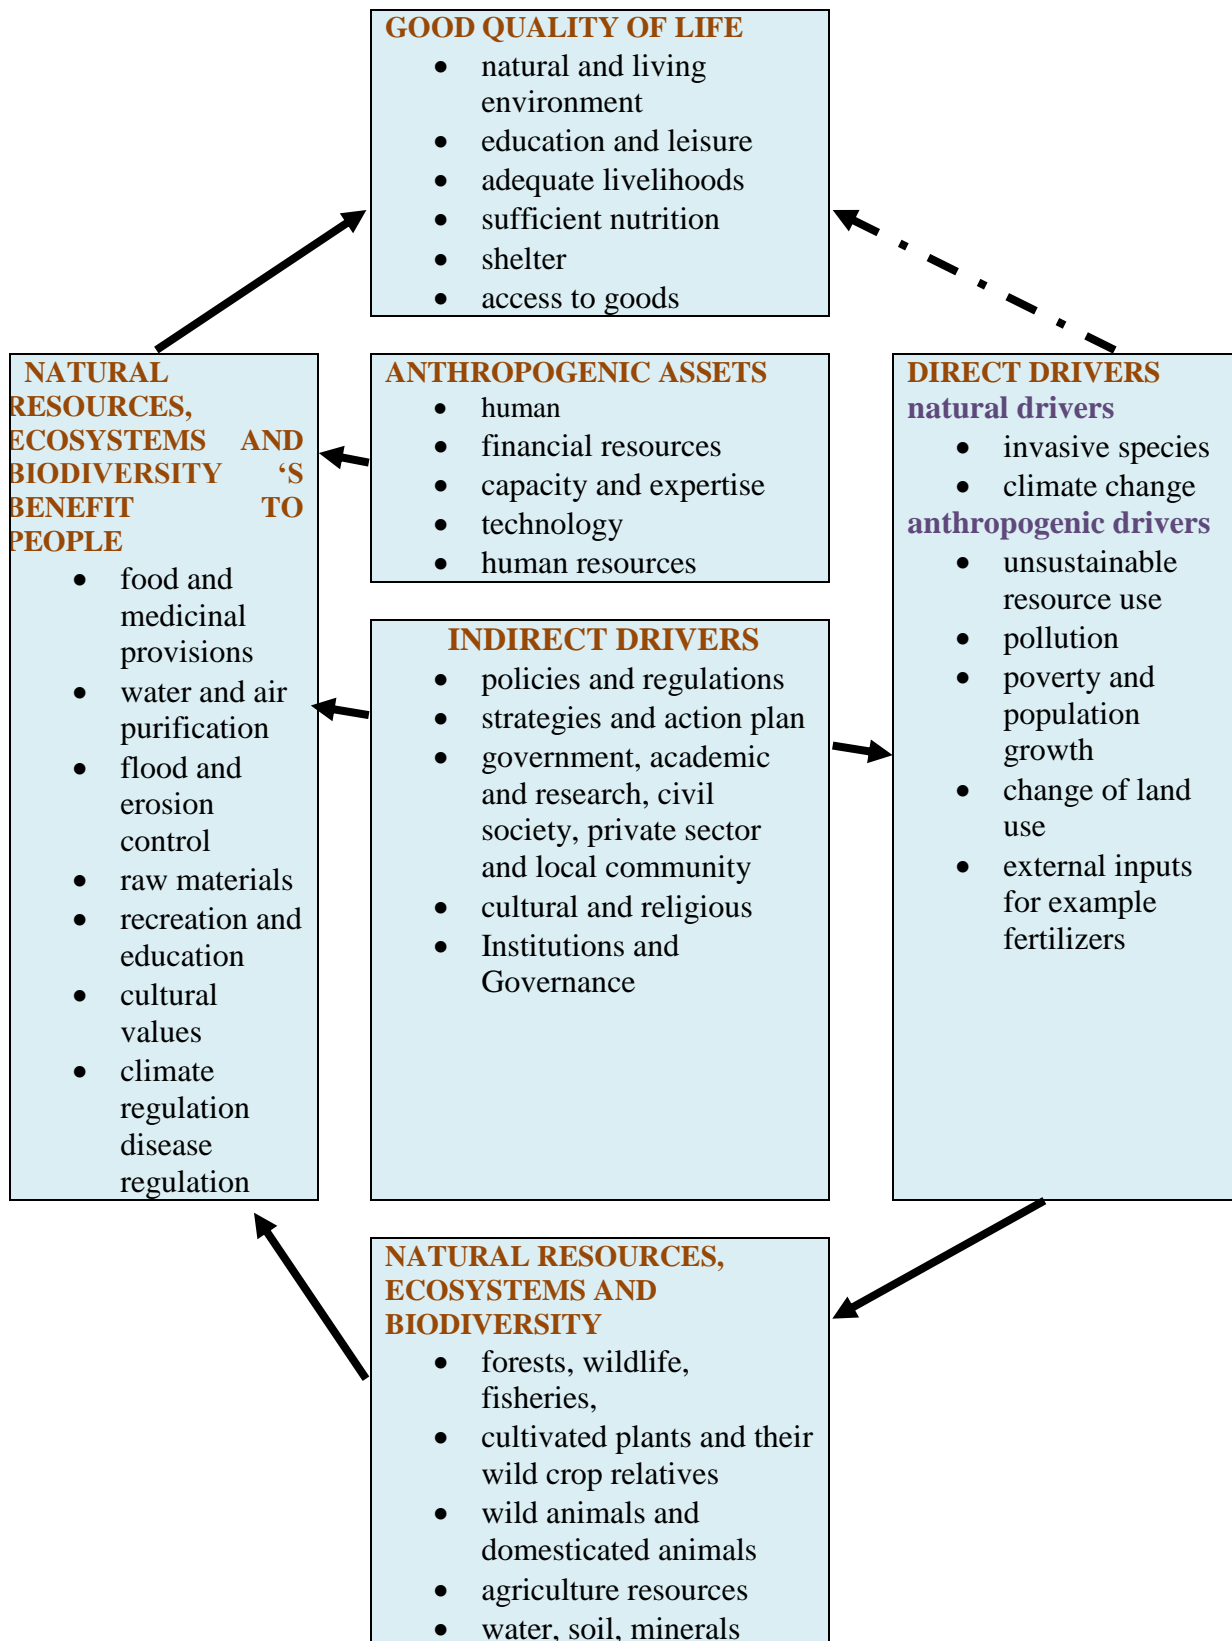 GOOD QUALITY OF LIFE
• natural and living
environment
• education and leisure
• adequate livelihoods
• sufficient nutrition
• shelter
• access to goods
NATURAL
RESOURCES,
ECOSYSTEMS AND
BIODIVERSITY ‘S
BENEFIT TO
PEOPLE
• food and
medicinal
provisions
• water and air
purification
• flood and
erosion
control
• raw materials
• recreation and
education
• cultural
values
• climate
regulation
disease
regulation
ANTHROPOGENIC ASSETS
• human
• financial resources
• capacity and expertise
• technology
• human resources
INDIRECT DRIVERS
• policies and regulations
• strategies and action plan
• government, academic
and research, civil
society, private sector
and local community
• cultural and religious
• Institutions and
Governance
DIRECT DRIVERS
natural drivers
• invasive species
• climate change
anthropogenic drivers
• unsustainable
resource use
• pollution
• poverty and
population
growth
• change of land
use
• external inputs
for example
fertilizers
NATURAL RESOURCES,
ECOSYSTEMS AND
BIODIVERSITY
• forests, wildlife,
fisheries,
• cultivated plants and their
wild crop relatives
• wild animals and
domesticated animals
• agriculture resources
• water, soil, minerals